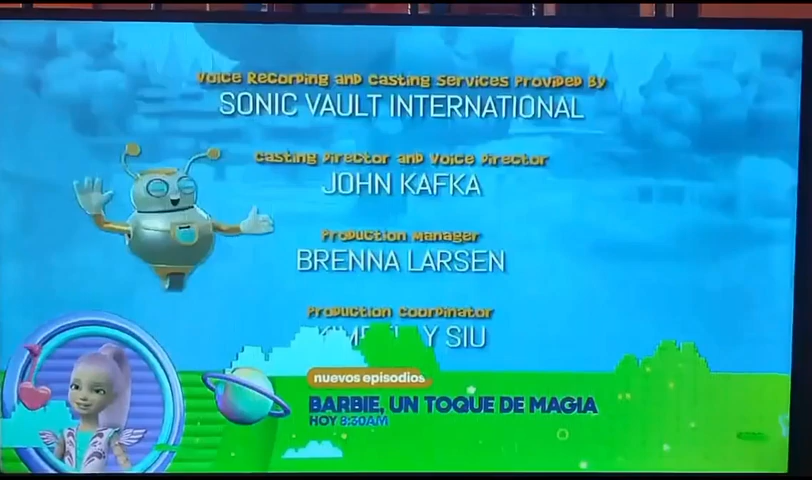 Voice Recording and Casting Services Provided By
SONIC VAULT INTERNATIONAL
Casting Director and Voice Director
JOHN KAFKA
Production Manager
BRENNA LARSEN
Production Coordinator
SIU
nuevos episodios
BARBIE, UN TOQUE DE MAGIA
HOY 8:30AM